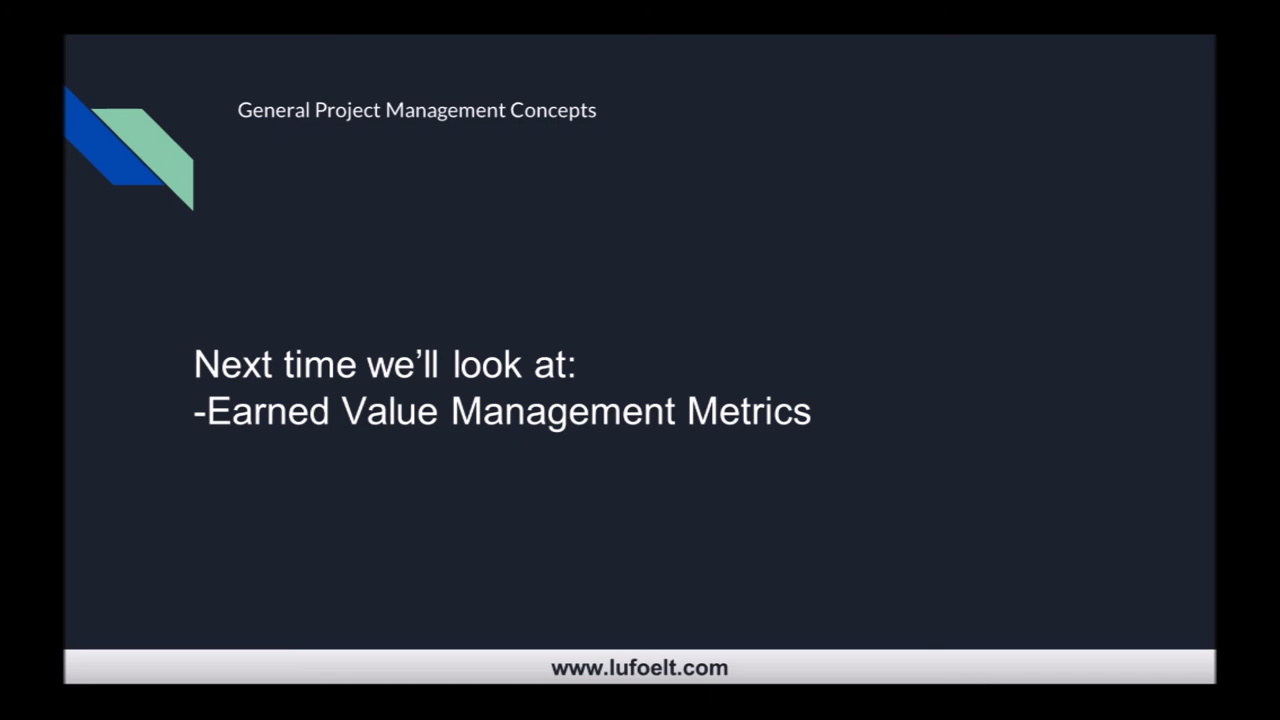 General Project Management Concepts
Next time we’ll look at:
-Earned Value Management Metrics
www.lufoelt.com